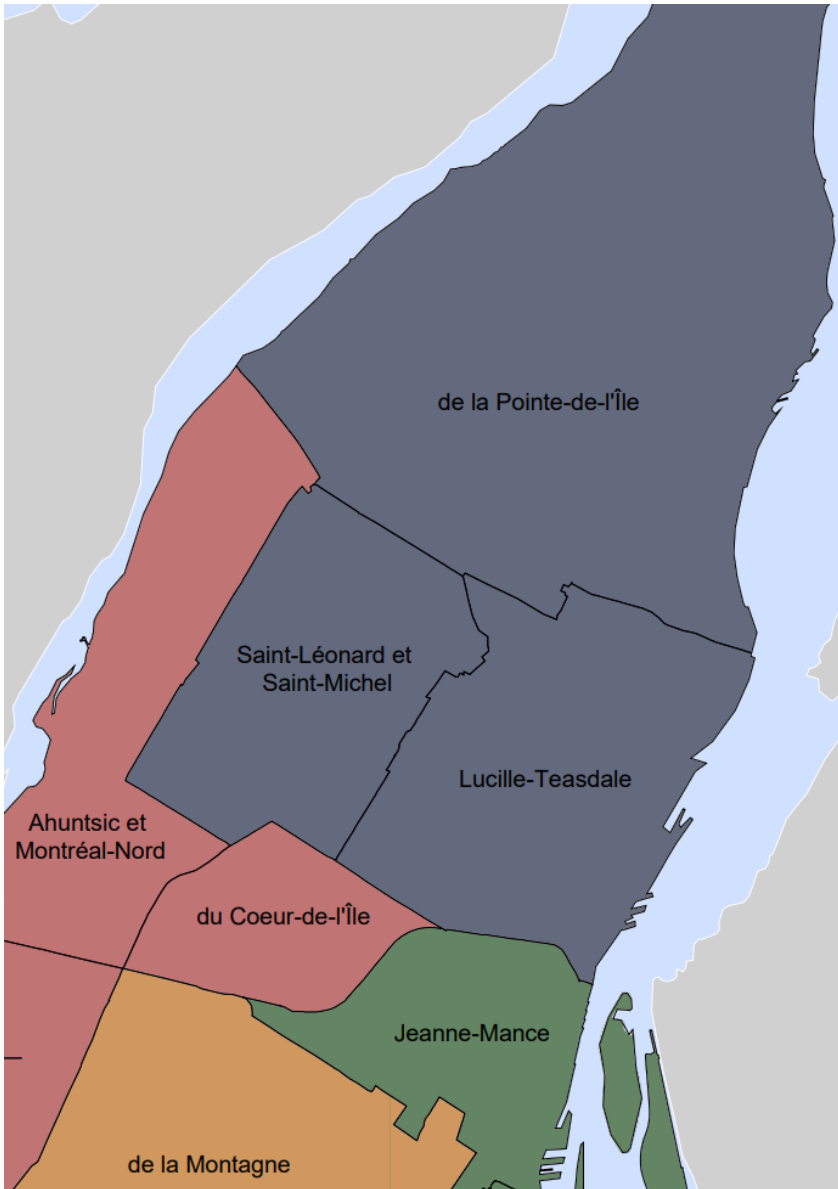 de la Pointe-de-l'Île
Saint-Léonard et
Saint-Michel
Lucille-Teasdale
Ahuntsic et
Montréal-Nord
du Coeur-de-l'Île
Jeanne-Mance
de la Montagne